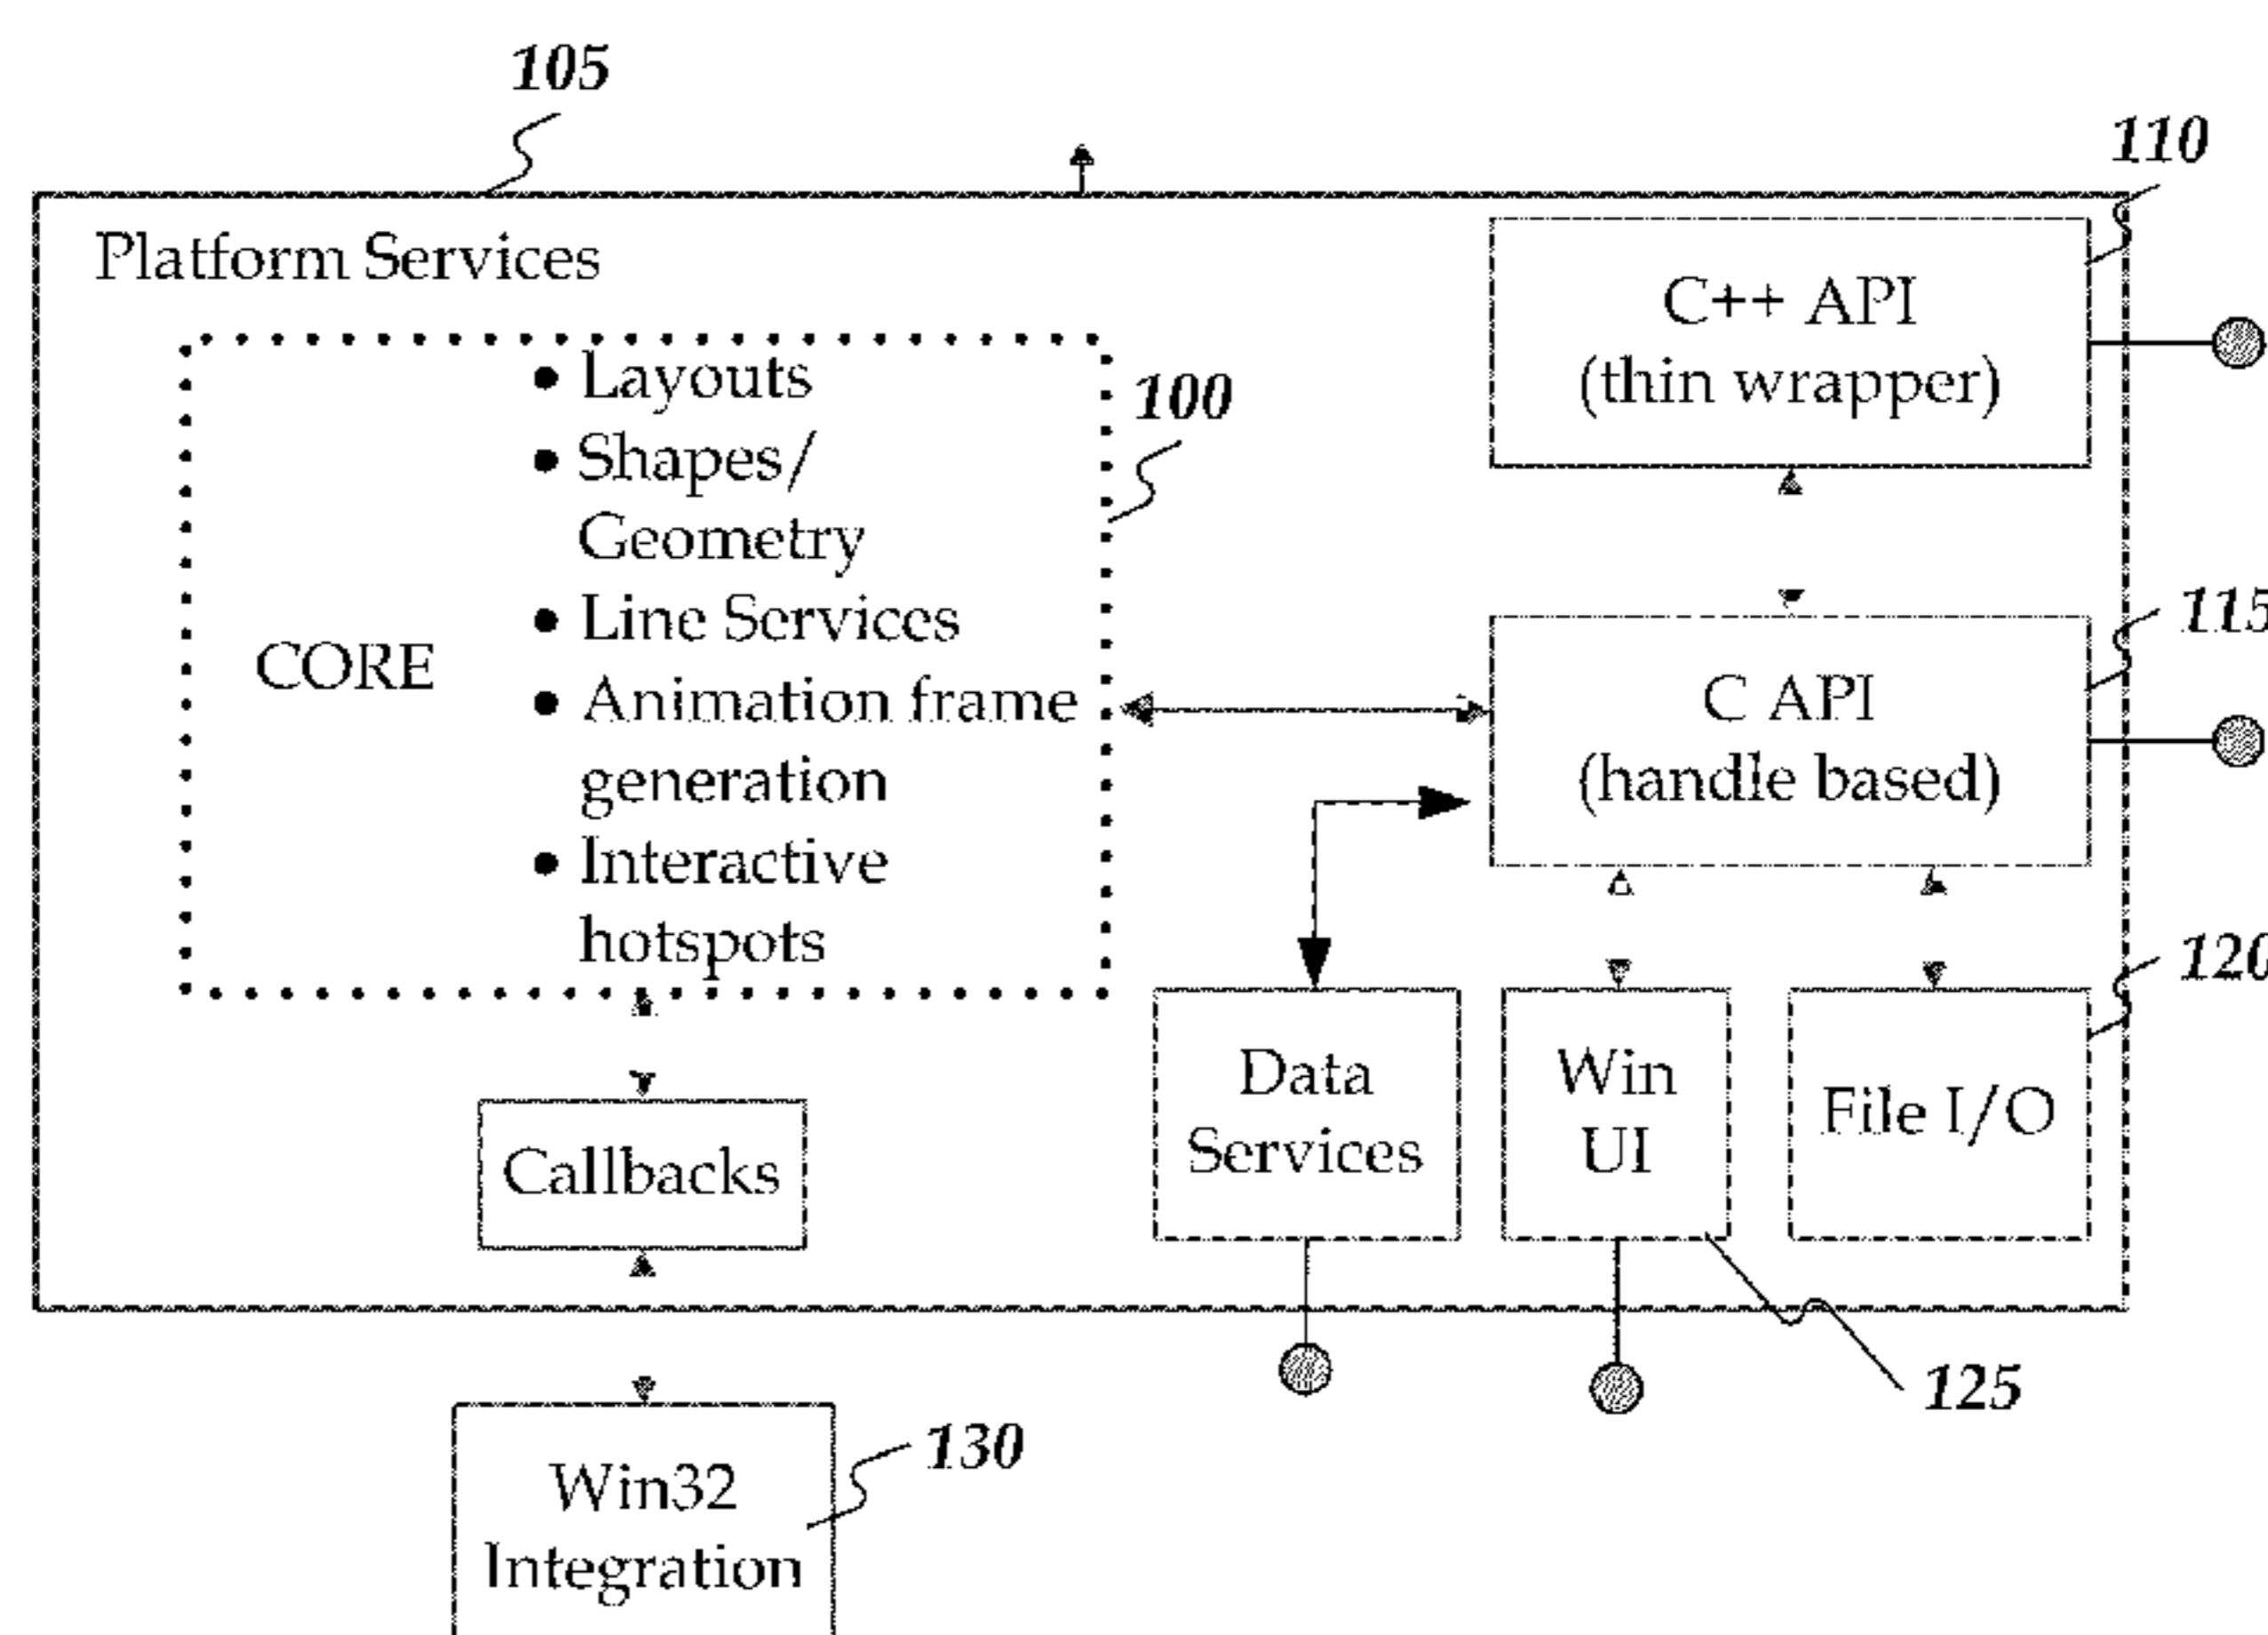 105
110
Platform Services
C++ API
(thin wrapper)
• Layouts
100
• Shapes/
Geometry
• Line Services
115
CORE
• Animation frame
generation
C API
(handle based)
• Interactive
hotspots
120
Data
Services
Win
UI
File I/O
Callbacks
125
130
Win32
Integration